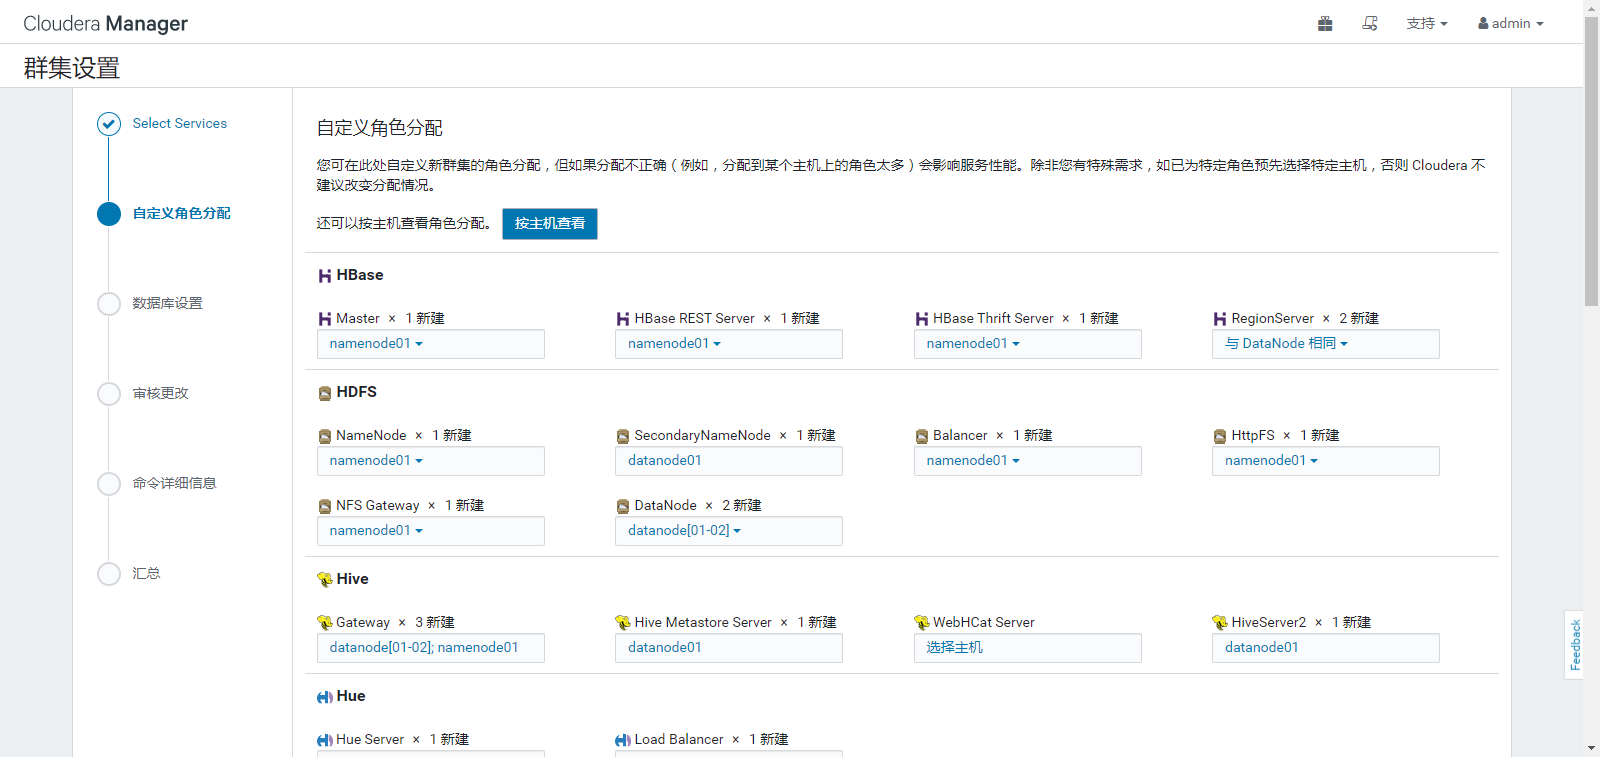 Cloudera Manager
支持
admin
群集设置
Select Services
自定义角色分配
数据库设置
审核更改
命令详细信息
汇总
自定义角色分配
您可在此处自定义新群集的角色分配，但如果分配不正确（例如，分配到某个主机上的角色太多）会影响服务性能。除非您有特殊需求，如已为特定角色预先选择特定主机，否则 Cloudera 不
建议改变分配情况。
还可以按主机查看角色分配。 按主机查看
HBase
Master × 1 新建
HBase REST Server × 1 新建
HBase Thrift Server × 1 新建
RegionServer × 2 新建
namenode01
namenode01
namenode01
与 DataNode 相同
HDFS
NameNode × 1 新建
SecondaryNameNode × 1 新建
Balancer × 1 新建
HttpFS × 1 新建
namenode01
datanode01
namenode01
namenode01
NFS Gateway × 1 新建
DataNode × 2 新建
namenode01
datanode[01-02]
Hive
Gateway × 3 新建
Hive Metastore Server × 1 新建
WebHCat Server
HiveServer2 × 1 新建
datanode[01-02]; namenode01
datanode01
选择主机
datanode01
Hue
Hue Server × 1 新建
Load Balancer × 1 新建
Feedback